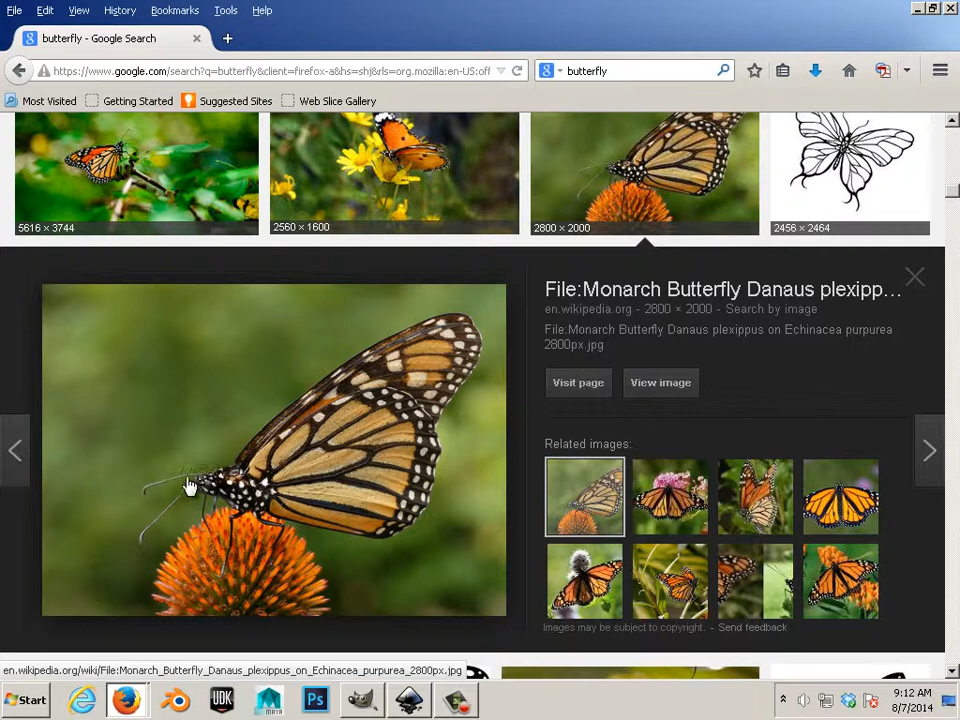 File Edit View History Bookmarks Tools Help
butterfly - Google Search
https://www.google.com/search?q=butterfly&client=firefox-a&hs=shj&rls=org.mozilla:en-US:off
butterfly
Most Visited Getting Started Suggested Sites Web Slice Gallery
5616 × 3744 2560 × 1600 2800 × 2000 2456 × 2464
File:Monarch Butterfly Danaus plexipp...
en.wikipedia.org - 2800 × 2000 - Search by image
File:Monarch Butterfly Danaus plexippus on Echinacea purpurea
2800px.jpg
Visit page View image
Related images:
Images may be subject to copyright. - Send feedback
en.wikipedia.org/wiki/File:Monarch_Butterfly_Danaus_plexippus_on_Echinacea_purpurea_2800px.jpg
Start UDK MAYA Ps 9:12 AM
8/7/2014